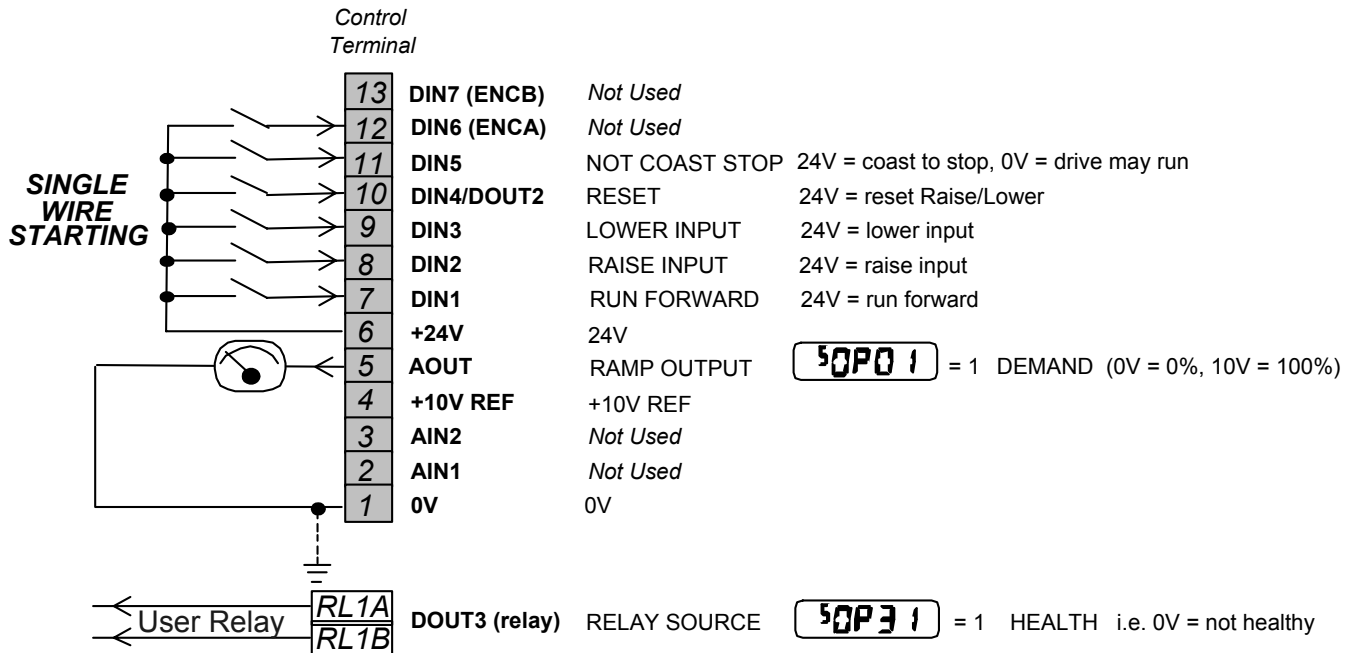 Control
Terminal
13 DIN7 (ENCB) Not Used
12 DIN6 (ENCA) Not Used
11 DIN5 NOT COAST STOP 24V = coast to stop, 0V = drive may run
SINGLE
WIRE
STARTING
10 DIN4/DOUT2 RESET 24V = reset Raise/Lower
9 DIN3 LOWER INPUT 24V = lower input
8 DIN2 RAISE INPUT 24V = raise input
7 DIN1 RUN FORWARD 24V = run forward
6 +24V 24V
5 AOUT RAMP OUTPUT SOP01 = 1 DEMAND (0V = 0%, 10V = 100%)
4 +10V REF +10V REF
3 AIN2 Not Used
2 AIN1 Not Used
1 0V 0V
User Relay RL1A DOUT3 (relay) RELAY SOURCE SOP31 = 1 HEALTH i.e. 0V = not healthy
RL1B